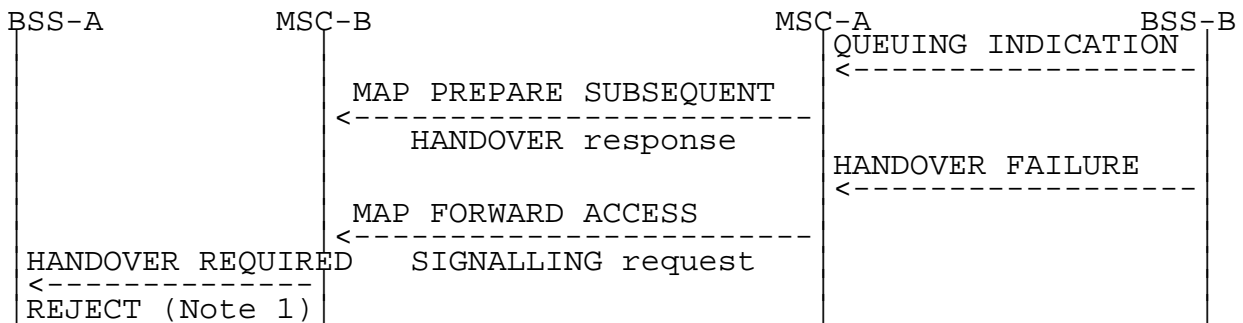 BSS-A MSC-B MSC-A BSS-B
QUEUING INDICATION
MAP PREPARE SUBSEQUENT
HANDOVER response
HANDOVER FAILURE
MAP FORWARD ACCESS
HANDOVER REQUIRED SIGNALLING request
REJECT (Note 1)